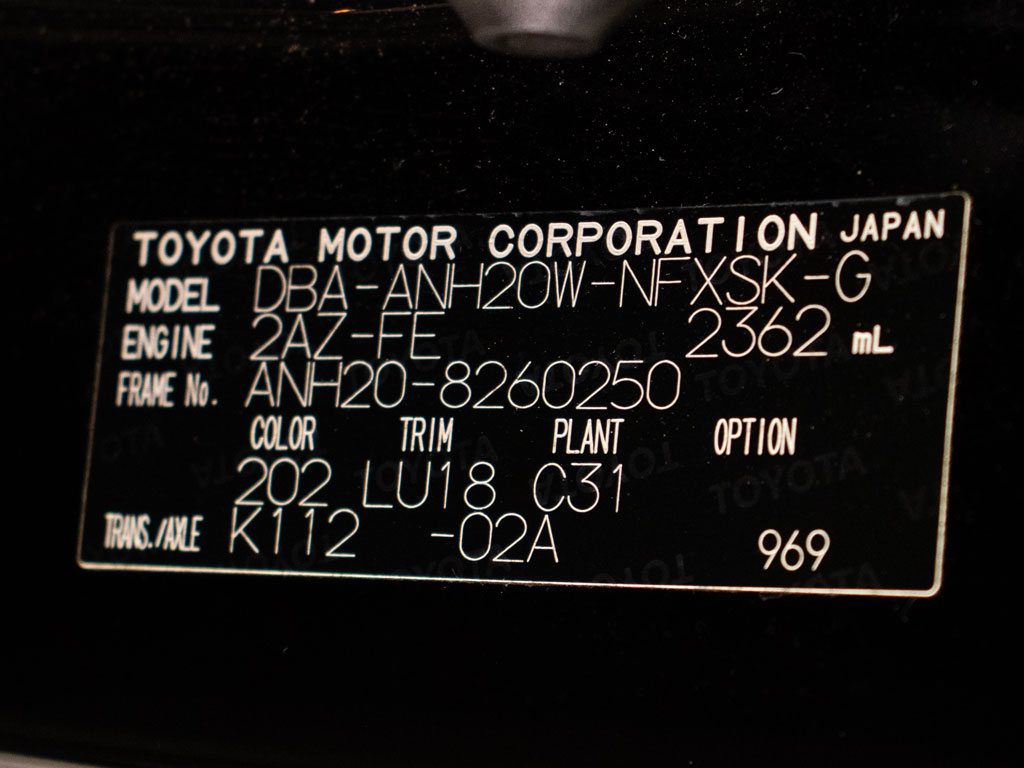 TOYOTA MOTOR CORPORATION JAPAN
MODEL DBA-ANH20W-NFXSK-G
ENGINE 2AZ-FE 2362 mL
FRAME No. ANH20-8260250
COLOR TRIM PLANT OPTION
202 LU18 C31
TRANS./AXLE K112 -02A 969